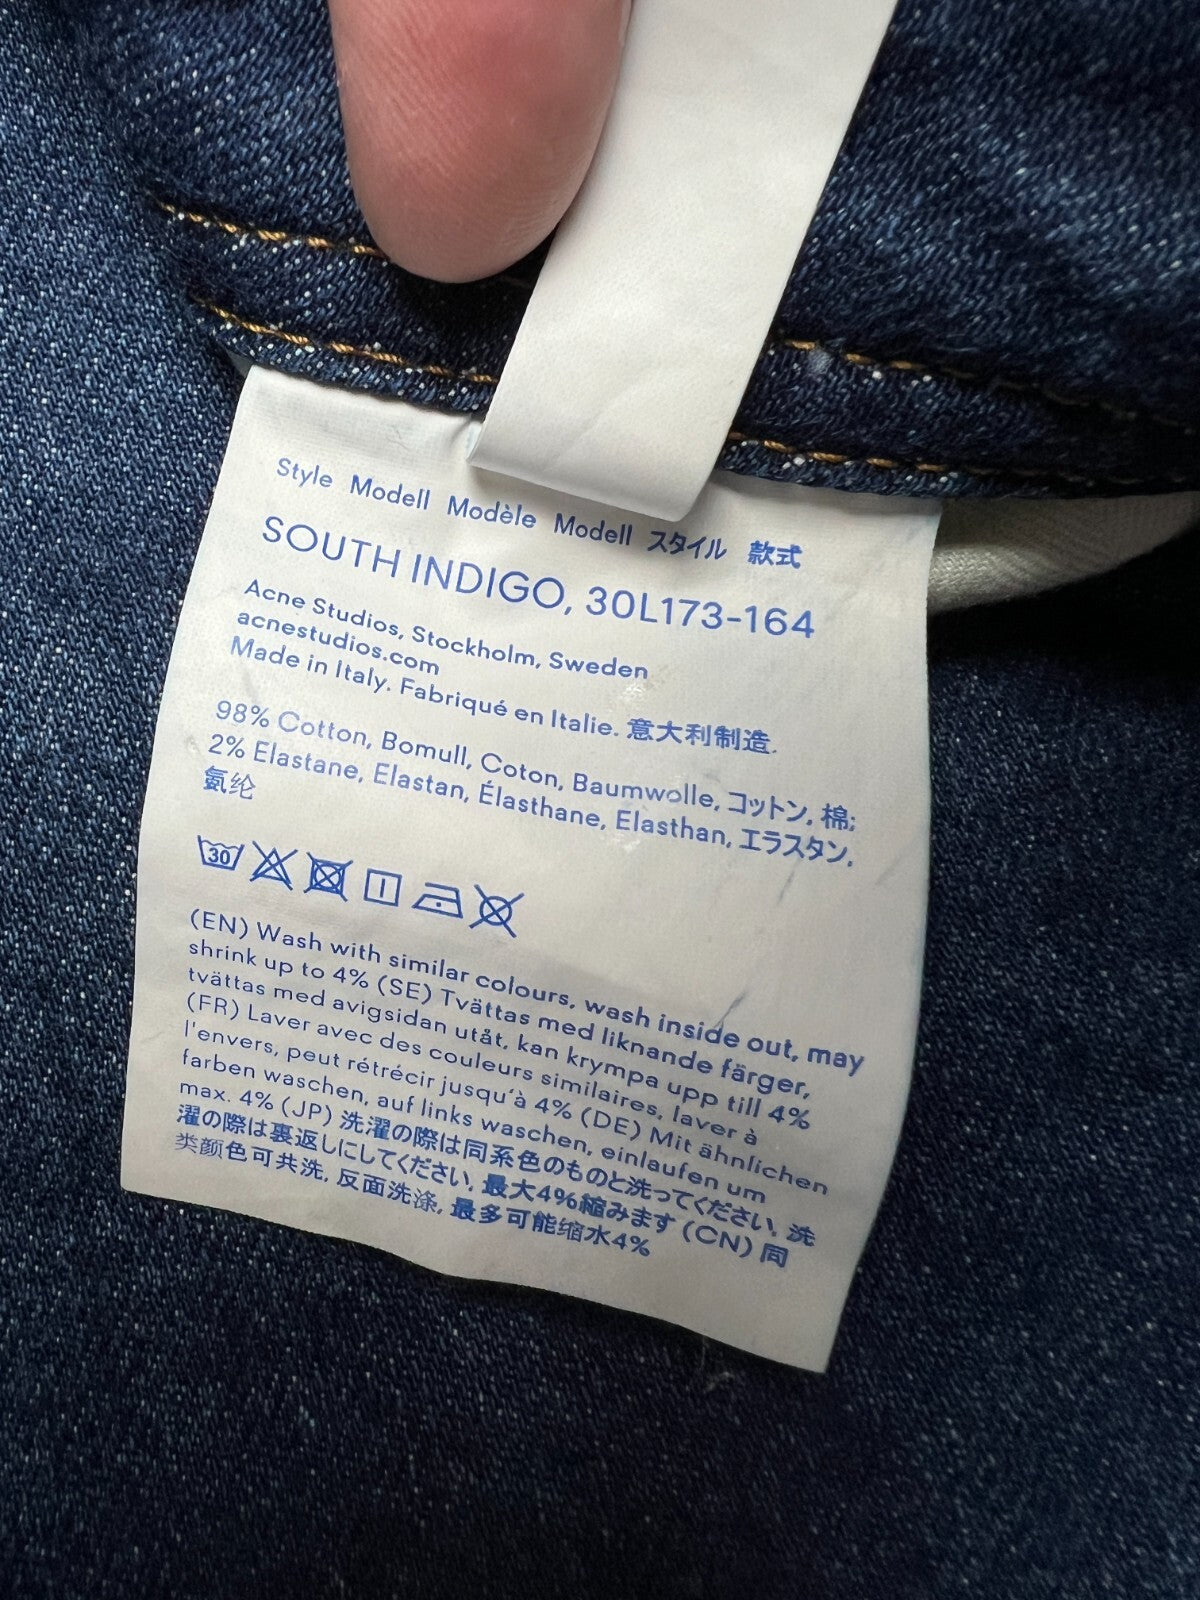 Style Modell Modèle Modell スタイル 款式
SOUTH INDIGO, 30L173-164
Acne Studios, Stockholm, Sweden
acnestudios.com
Made in Italy. Fabriqué en Italie. 意大利制造.
98% Cotton, Bomull, Coton, Baumwolle, コットン, 棉;
2% Elastane, Elastan, Élasthane, Elasthan, エラスタン,
氨纶
30
(EN) Wash with similar colours, wash inside out, may
shrink up to 4% (SE) Tvättas med liknande färger,
tvättas med avigsidan utåt, kan krympa upp till 4%
(FR) Laver avec des couleurs similaires, laver à
l'envers, peut rétrécir jusqu'à 4% (DE) Mit ähnlichen
farben waschen, auf links waschen, einlaufen um
max. 4% (JP) 洗濯の際は同系色のものと洗ってください, 洗
濯の際は裏返しにしてください, 最大4%縮みます (CN) 同
类颜色可共洗, 反面洗涤, 最多可能缩水4%